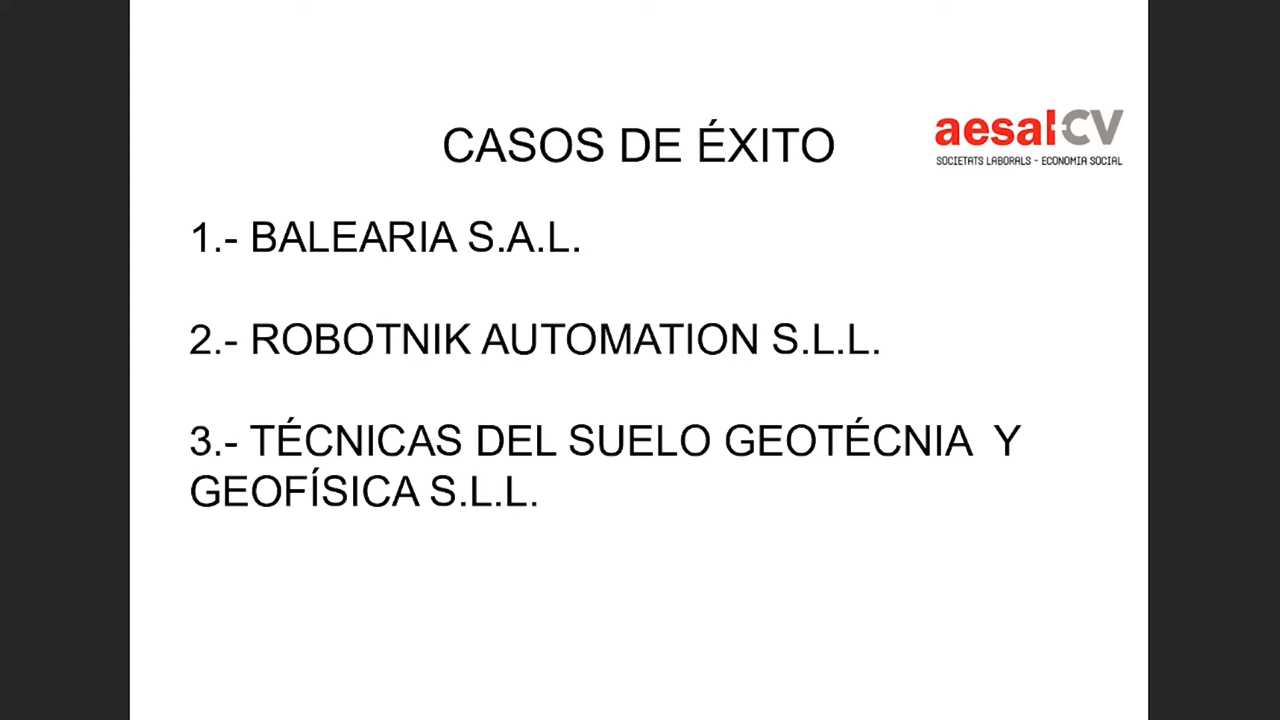 CASOS DE ÉXITO
aesal-CV
SOCIETATS LABORALS - ECONOMIA SOCIAL
1.- BALEARIA S.A.L.
2.- ROBOTNIK AUTOMATION S.L.L.
3.- TÉCNICAS DEL SUELO GEOTÉCNIA Y
GEOFÍSICA S.L.L.